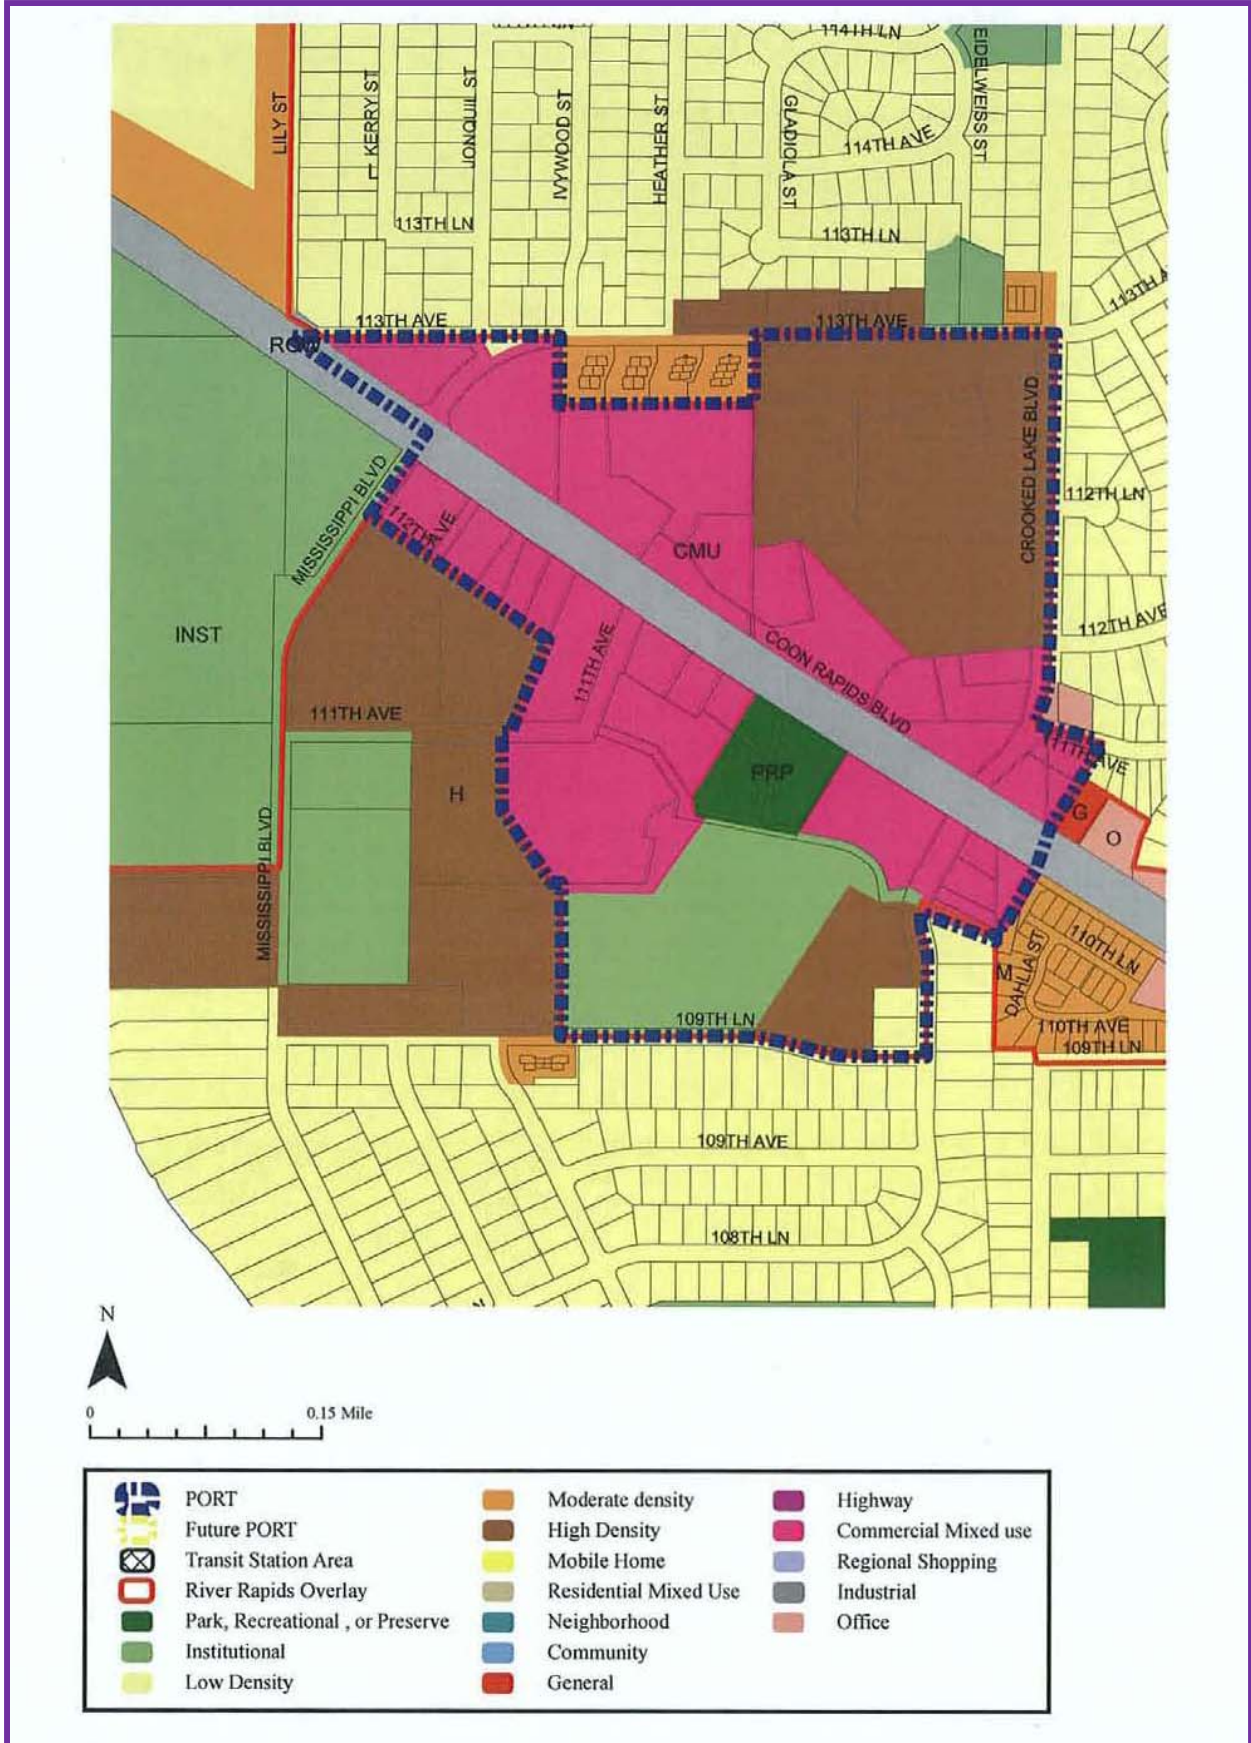 114TH LN
EIDELWEISS ST
LILY ST
KERRY ST
JONQUIL ST
IVYWOOD ST
HEATHER ST
GLADIOLA ST
114TH AVE
113TH LN
113TH LN
113TH A
113TH AVE
113TH AVE
ROW
CROOKED LAKE BLVD
MISSISSIPPI BLVD
112TH AVE
112TH LN
CMU
INST
112TH AVE
111TH AVE
COON RAPIDS BLVD
111TH AVE
PRP
111TH AVE
H
G
O
MISSISSIPPI BLVD
110TH LN
M
DAHLIA ST
109TH LN
110TH AVE
109TH LN
109TH AVE
108TH LN
N
0 0.15 Mile
PORT
Future PORT
Transit Station Area
River Rapids Overlay
Park, Recreational , or Preserve
Institutional
Low Density
Moderate density
High Density
Mobile Home
Residential Mixed Use
Neighborhood
Community
General
Highway
Commercial Mixed use
Regional Shopping
Industrial
Office